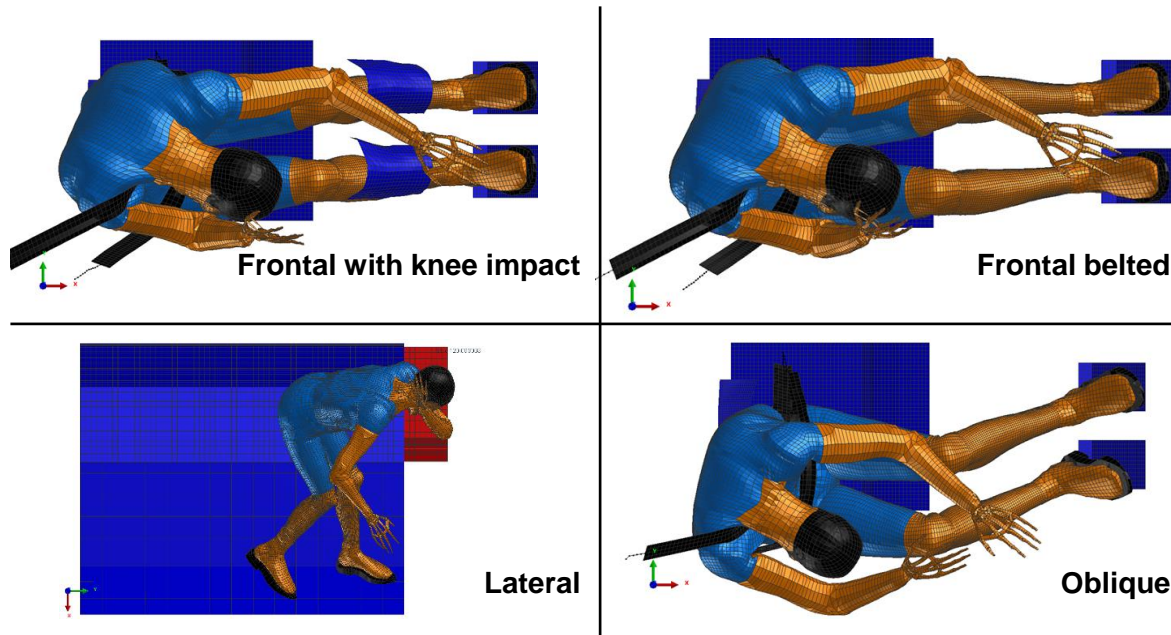 Frontal with knee impact
Frontal belted
Lateral
Oblique
Y
X
X
Y
X
X